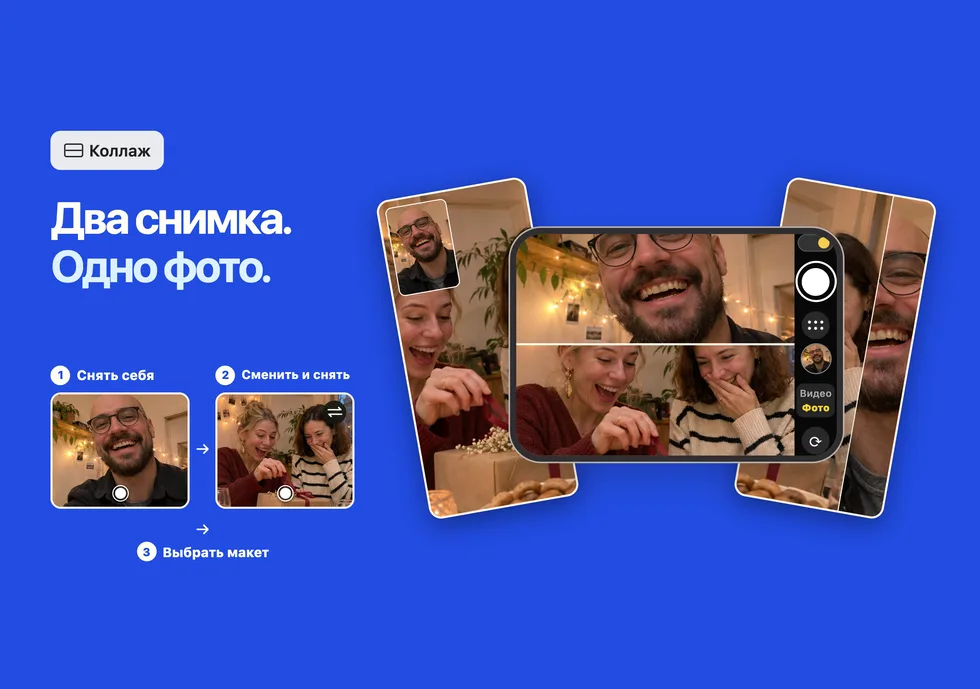 Коллаж
Два снимка.
Одно фото.
1 Снять себя
2 Сменить и снять
3 Выбрать макет
Видео
Фото